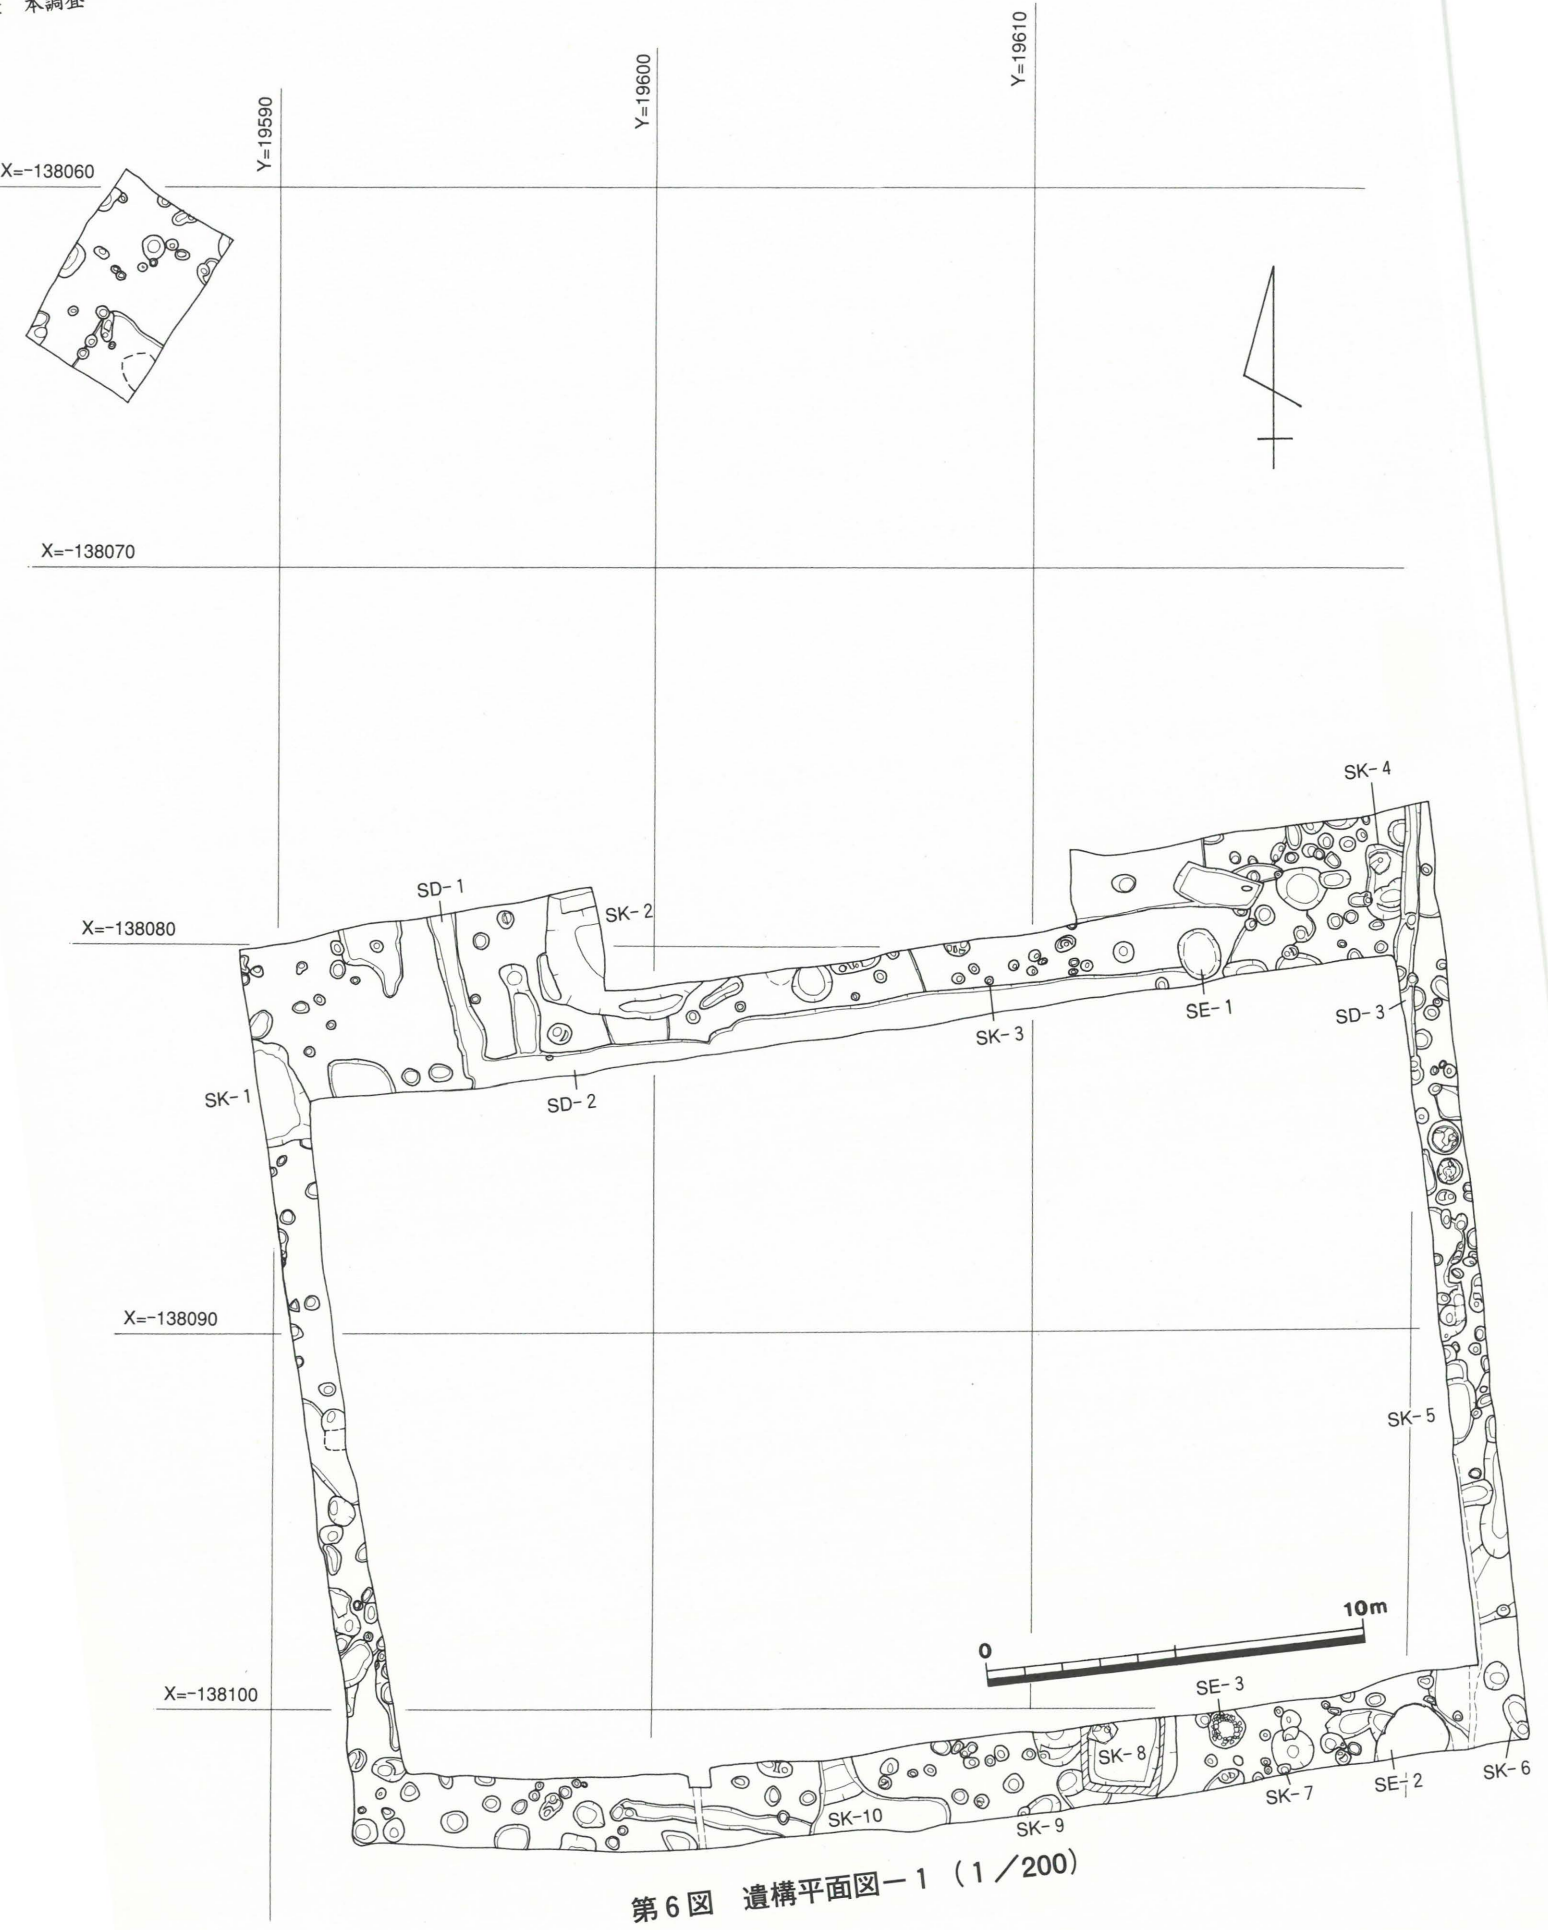 本調査
Y=19610
Y=19600
Y=19590
X=-138060
X=-138070
SK-4
SD-1
SK-2
X=-138080
SE-1
SD-3
SK-3
SK-1
SD-2
X=-138090
SK-5
10m
0
SE-3
X=-138100
SK-8
SK-6
SE-2
SK-7
SK-10
SK-9
第6図 遺構平面図-1 (1/200)